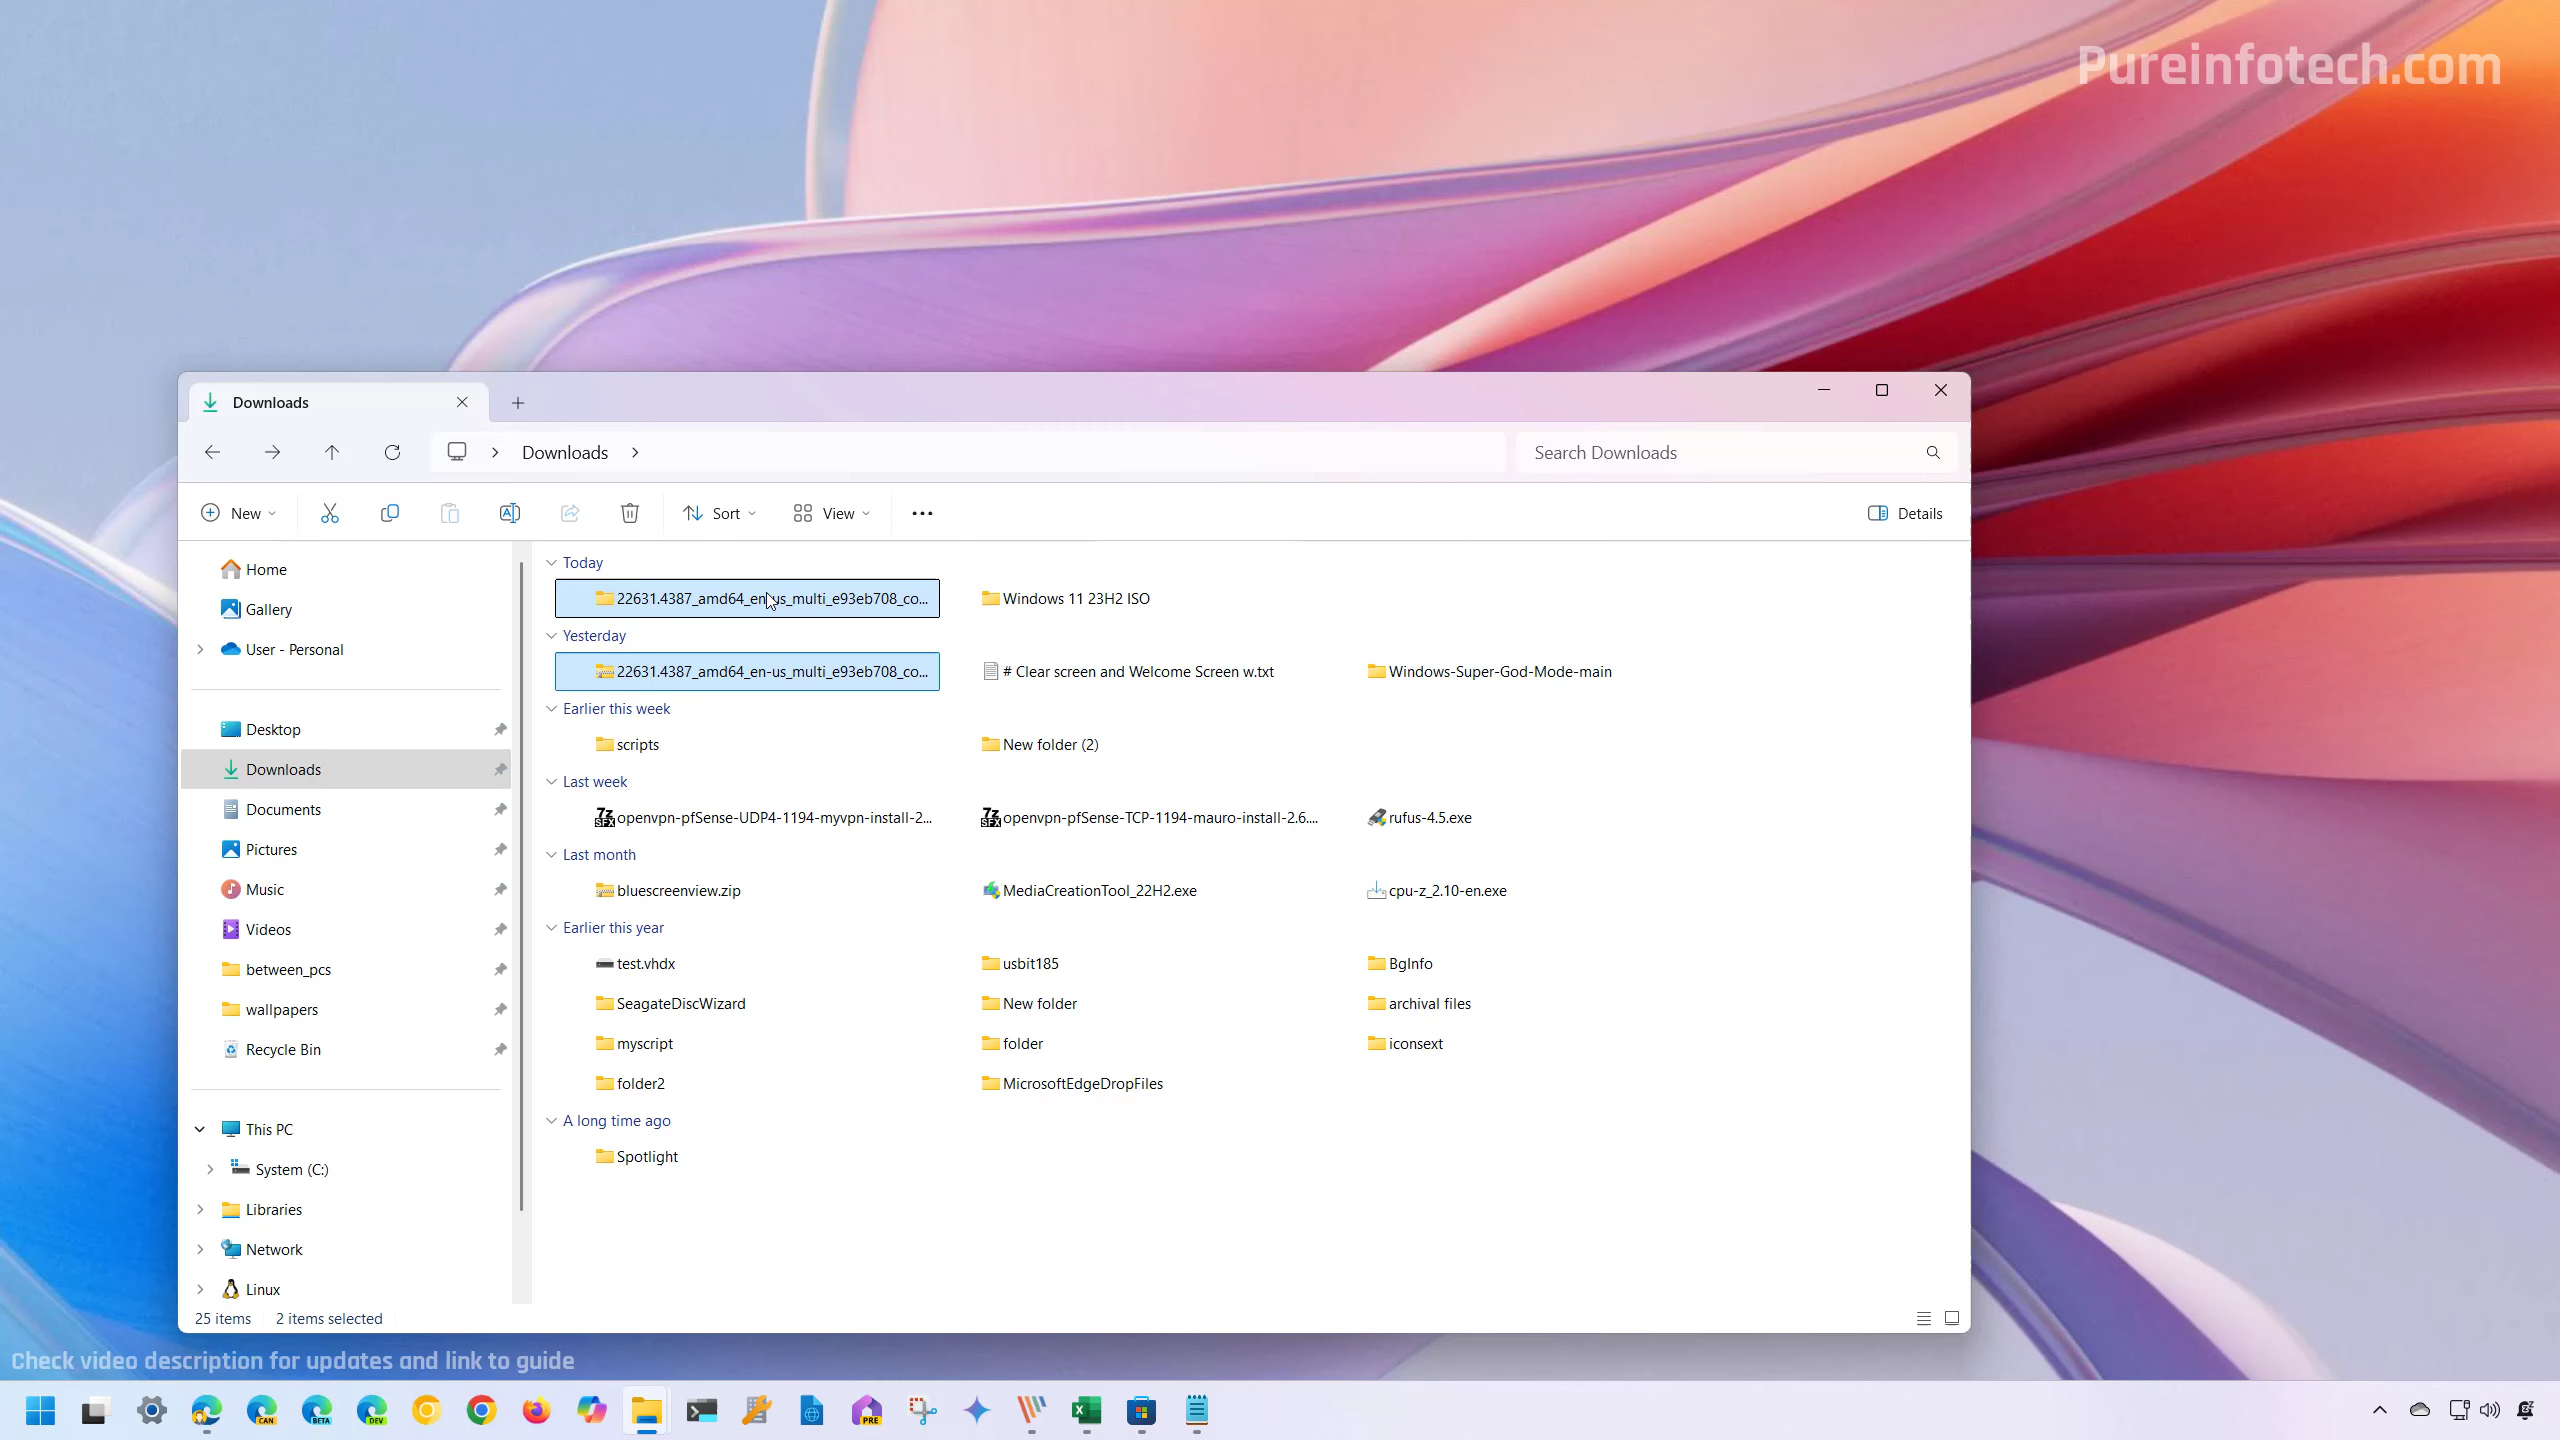 Pureinfotech.com
Downloads
Downloads
Search Downloads
New
Sort
View
Details
Home
Gallery
User - Personal
Desktop
Downloads
Documents
Pictures
Music
Videos
between_pcs
wallpapers
Recycle Bin
This PC
System (C:)
Libraries
Network
Linux
Today
22631.4387_amd64_en-us_multi_e93eb708_co...
Windows 11 23H2 ISO
Yesterday
22631.4387_amd64_en-us_multi_e93eb708_co...
# Clear screen and Welcome Screen w.txt
Windows-Super-God-Mode-main
Earlier this week
scripts
New folder (2)
Last week
openvpn-pfSense-UDP4-1194-myvpn-install-2...
openvpn-pfSense-TCP-1194-mauro-install-2.6....
rufus-4.5.exe
Last month
bluescreenview.zip
MediaCreationTool_22H2.exe
cpu-z_2.10-en.exe
Earlier this year
test.vhdx
usbit185
BgInfo
SeagateDiscWizard
New folder
archival files
myscript
folder
iconsext
folder2
MicrosoftEdgeDropFiles
A long time ago
Spotlight
25 items
2 items selected
Check video description for updates and link to guide
CAN
BETA
DEV
PRE